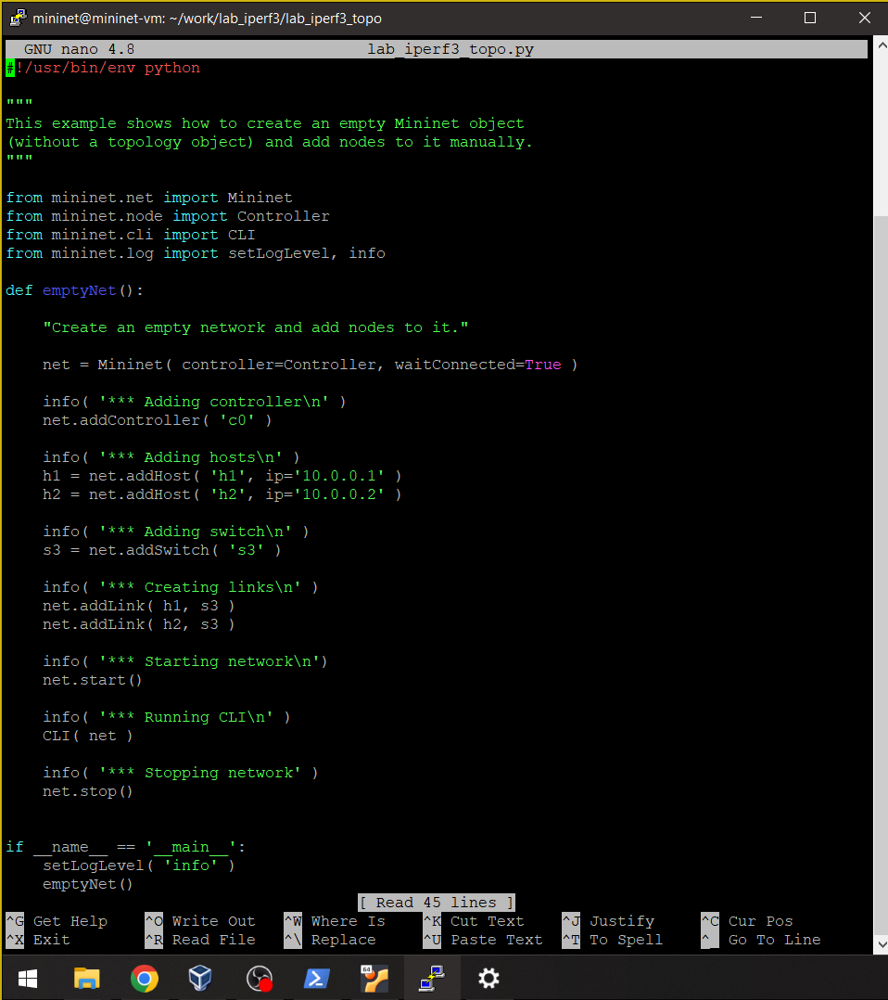 mininet@mininet-vm: ~/work/lab_iperf3/lab_iperf3_topo
GNU nano 4.8 lab_iperf3_topo.py
#!/usr/bin/env python
"""
This example shows how to create an empty Mininet object
(without a topology object) and add nodes to it manually.
"""
from mininet.net import Mininet
from mininet.node import Controller
from mininet.cli import CLI
from mininet.log import setLogLevel, info
def emptyNet():
"Create an empty network and add nodes to it."
net = Mininet( controller=Controller, waitConnected=True )
info( '*** Adding controller\n' )
net.addController( 'c0' )
info( '*** Adding hosts\n' )
h1 = net.addHost( 'h1', ip='10.0.0.1' )
h2 = net.addHost( 'h2', ip='10.0.0.2' )
info( '*** Adding switch\n' )
s3 = net.addSwitch( 's3' )
info( '*** Creating links\n' )
net.addLink( h1, s3 )
net.addLink( h2, s3 )
info( '*** Starting network\n')
net.start()
info( '*** Running CLI\n' )
CLI( net )
info( '*** Stopping network' )
net.stop()
if __name__ == '__main__':
setLogLevel( 'info' )
emptyNet()
[ Read 45 lines ]
^G Get Help ^O Write Out ^W Where Is ^K Cut Text ^J Justify ^C Cur Pos
^X Exit ^R Read File ^\ Replace ^U Paste Text ^T To Spell ^_ Go To Line
64